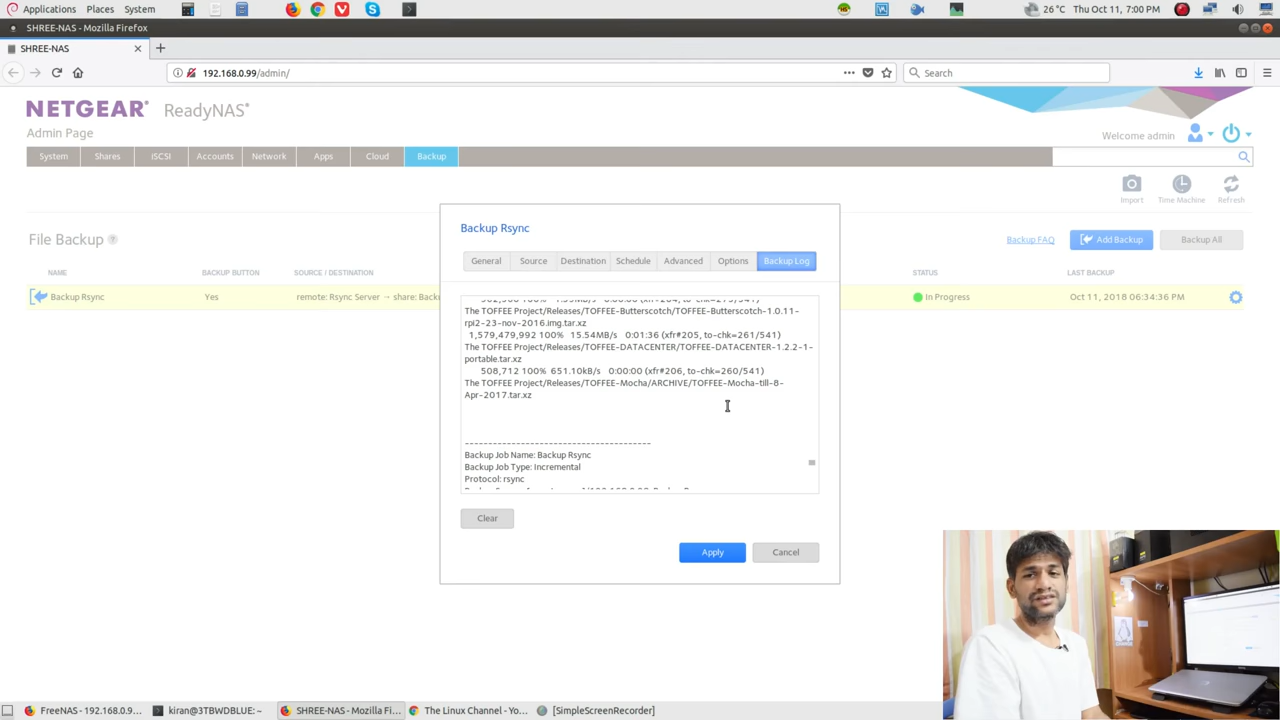 Applications Places System 26 °C Thu Oct 11, 7:00 PM
SHREE-NAS - Mozilla Firefox
SHREE-NAS
192.168.0.99/admin/ Search
NETGEAR® ReadyNAS®
Admin Page
Welcome admin
System Shares iSCSI Accounts Network Apps Cloud Backup
Import Time Machine Refresh
File Backup ? Backup FAQ Add Backup Backup All
NAME BACKUP BUTTON SOURCE / DESTINATION STATUS LAST BACKUP
Backup Rsync Yes remote: Rsync Server → share: Backu In Progress Oct 11, 2018 06:34:36 PM
Backup Rsync
General Source Destination Schedule Advanced Options Backup Log
The TOFFEE Project/Releases/TOFFEE-Butterscotch/TOFFEE-Butterscotch-1.0.11-
rpi2-23-nov-2016.img.tar.xz
1,579,479,992 100% 15.54MB/s 0:01:36 (xfr#205, to-chk=261/541)
The TOFFEE Project/Releases/TOFFEE-DATACENTER/TOFFEE-DATACENTER-1.2.2-1-
portable.tar.xz
508,712 100% 651.10kB/s 0:00:00 (xfr#206, to-chk=260/541)
The TOFFEE Project/Releases/TOFFEE-Mocha/ARCHIVE/TOFFEE-Mocha-till-8-
Apr-2017.tar.xz
----------------------------------------
Backup Job Name: Backup Rsync
Backup Job Type: Incremental
Protocol: rsync
Clear
Apply Cancel
FreeNAS - 192.168.0.9... kiran@3TBWDBLUE: ~ SHREE-NAS - Mozilla Fi... The Linux Channel - Yo... [SimpleScreenRecorder]